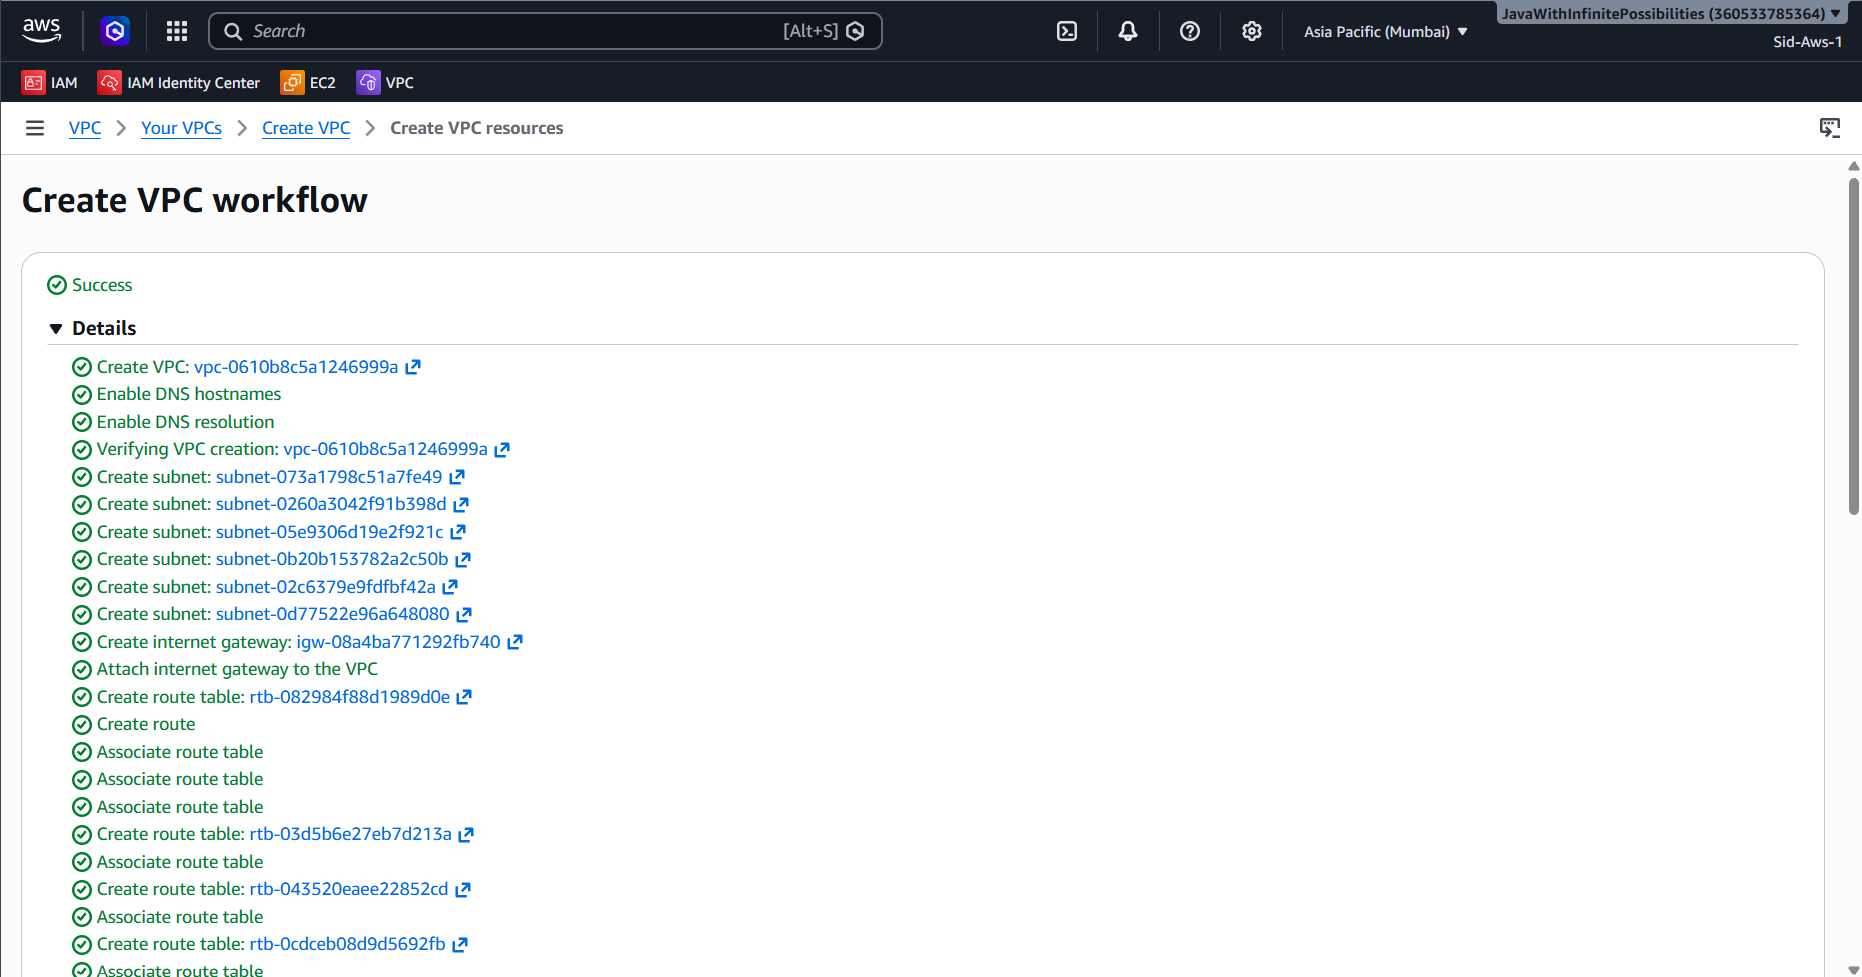 aws
Search [Alt+S]
Asia Pacific (Mumbai)
JavaWithInfinitePossibilities (360533785364)
Sid-Aws-1
IAM IAM Identity Center EC2 VPC
VPC > Your VPCs > Create VPC > Create VPC resources
Create VPC workflow
Success
Details
Create VPC: vpc-0610b8c5a1246999a
Enable DNS hostnames
Enable DNS resolution
Verifying VPC creation: vpc-0610b8c5a1246999a
Create subnet: subnet-073a1798c51a7fe49
Create subnet: subnet-0260a3042f91b398d
Create subnet: subnet-05e9306d19e2f921c
Create subnet: subnet-0b20b153782a2c50b
Create subnet: subnet-02c6379e9fdfbf42a
Create subnet: subnet-0d77522e96a648080
Create internet gateway: igw-08a4ba771292fb740
Attach internet gateway to the VPC
Create route table: rtb-082984f88d1989d0e
Create route
Associate route table
Associate route table
Associate route table
Create route table: rtb-03d5b6e27eb7d213a
Associate route table
Create route table: rtb-043520eaee22852cd
Associate route table
Create route table: rtb-0cdceb08d9d5692fb
Associate route table